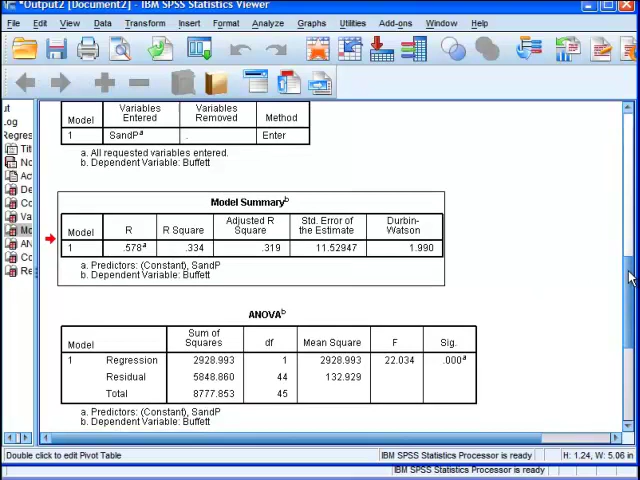 *Output2 [Document2] - IBM SPSS Statistics Viewer
File Edit View Data Transform Insert Format Analyze Graphs Utilities Add-ons Window Help
Log
Regres
Model Variables Entered Variables Removed Method
1 SandPa . Enter
a. All requested variables entered.
b. Dependent Variable: Buffett
Model Summaryb
Model R R Square Adjusted R Square Std. Error of the Estimate Durbin-Watson
1 .578a .334 .319 11.52947 1.990
a. Predictors: (Constant), SandP
b. Dependent Variable: Buffett
ANOVAb
Model Sum of Squares df Mean Square F Sig.
1 Regression 2928.993 1 2928.993 22.034 .000a
Residual 5848.860 44 132.929
Total 8777.853 45
a. Predictors: (Constant), SandP
b. Dependent Variable: Buffett
Double click to edit Pivot Table IBM SPSS Statistics Processor is ready H: 1.24, W: 5.06 in
IBM SPSS Statistics Processor is ready